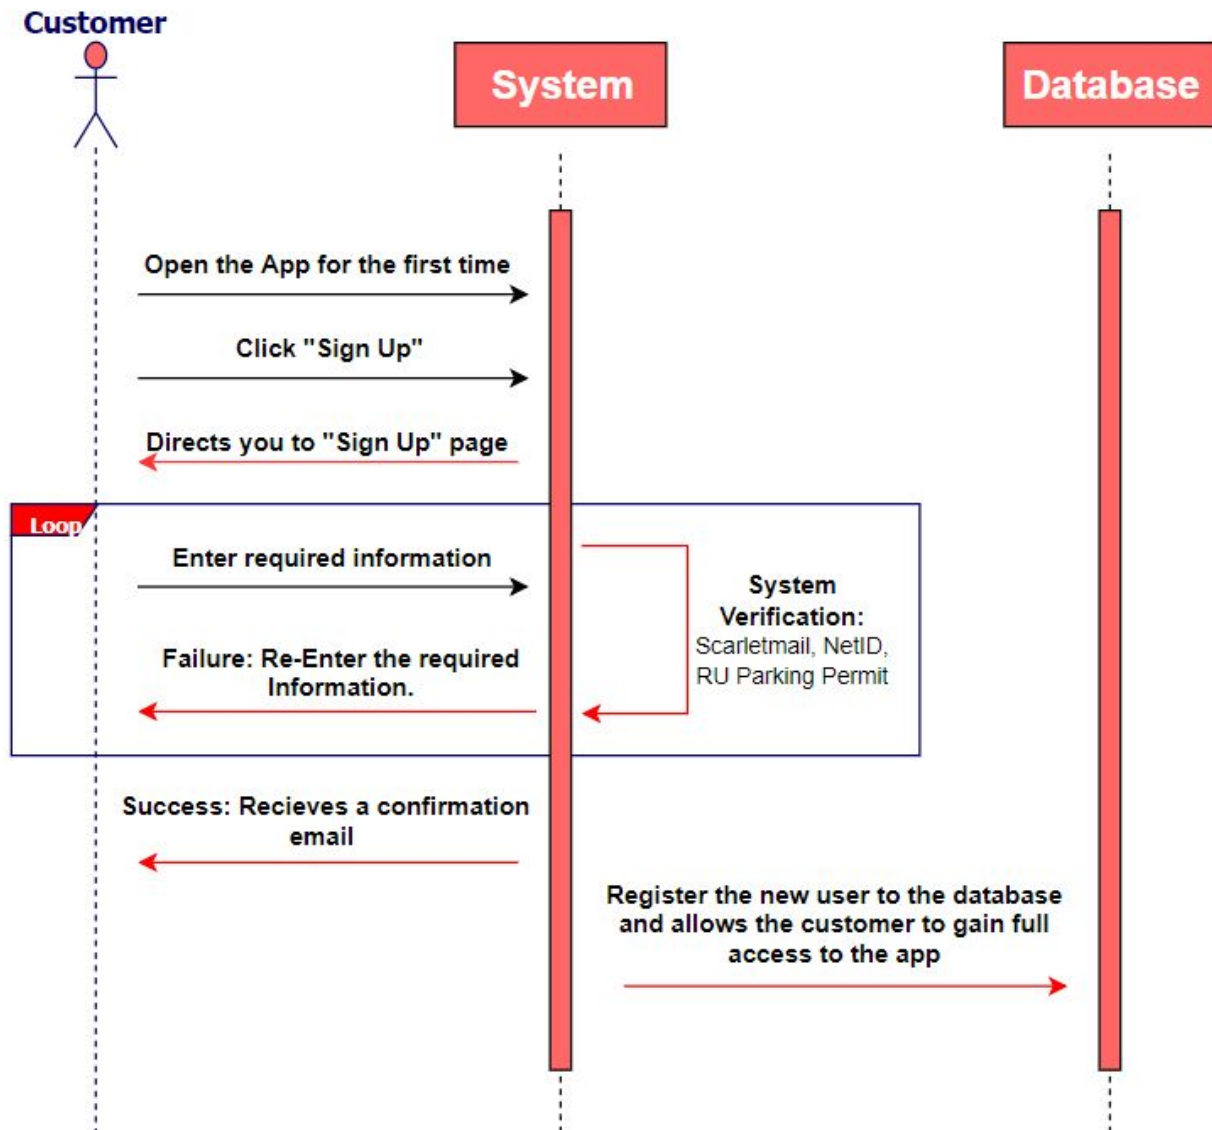 Customer
System
Database
Open the App for the first time
Click "Sign Up"
Directs you to "Sign Up" page
Loop
Enter required information
System
Verification:
Scarletmail, NetID,
RU Parking Permit
Failure: Re-Enter the required
Information.
Success: Recieves a confirmation
email
Register the new user to the database
and allows the customer to gain full
access to the app